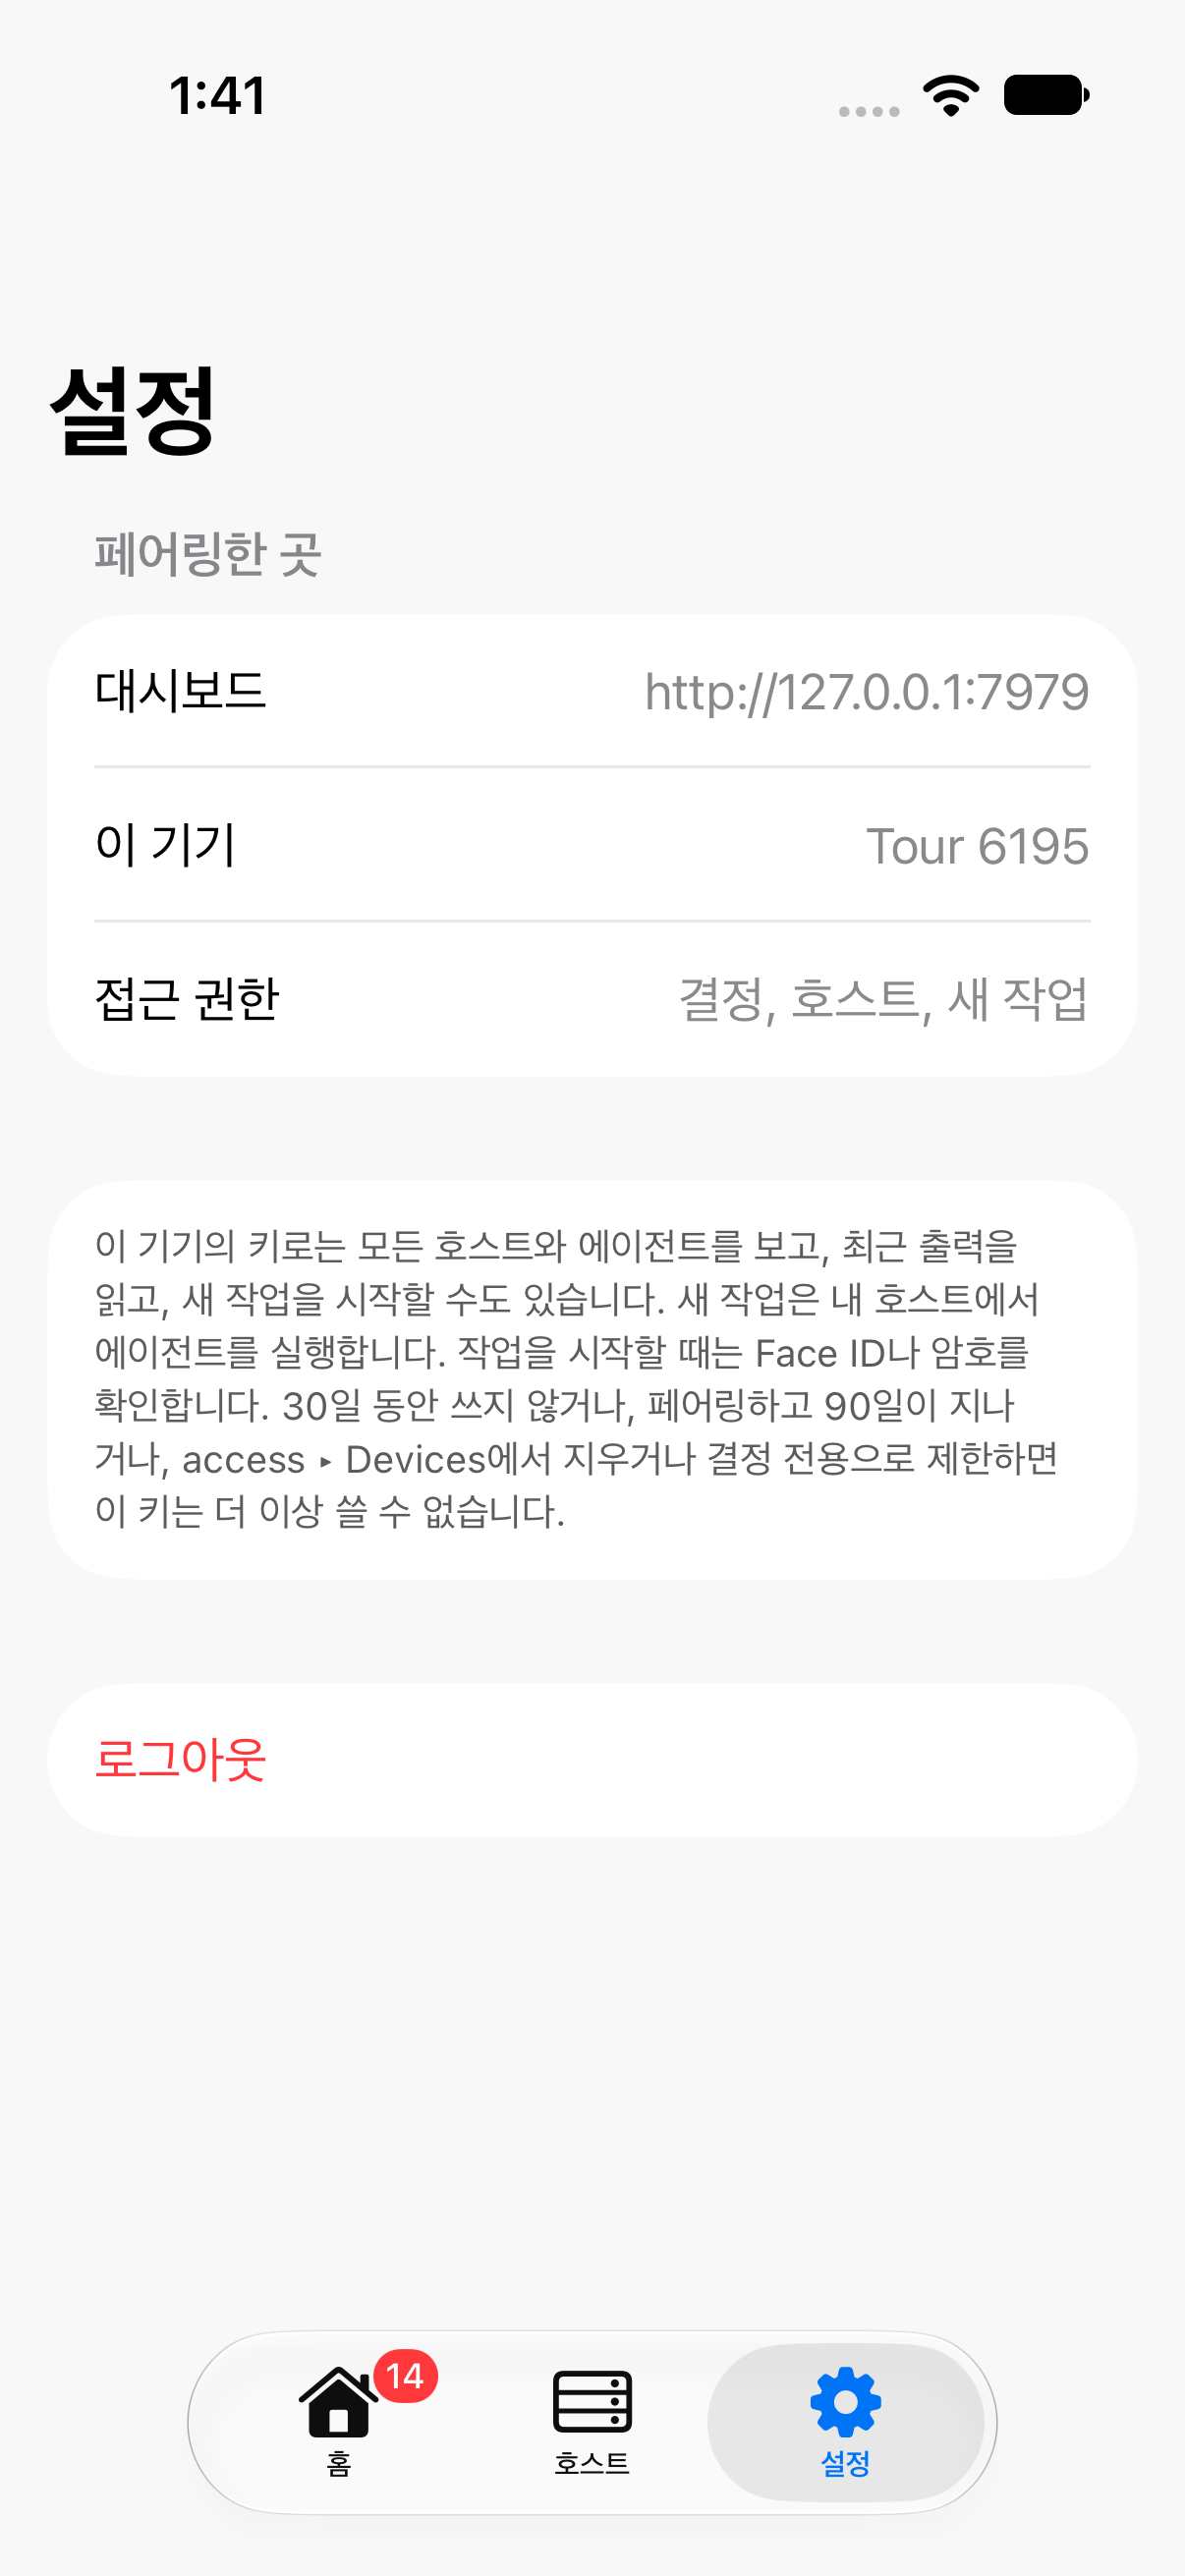 1:41
설정
페어링한 곳
대시보드 http://127.0.0.1:7979
이 기기 Tour 6195
접근 권한 결정, 호스트, 새 작업
이 기기의 키로는 모든 호스트와 에이전트를 보고, 최근 출력을
읽고, 새 작업을 시작할 수도 있습니다. 새 작업은 내 호스트에서
에이전트를 실행합니다. 작업을 시작할 때는 Face ID나 암호를
확인합니다. 30일 동안 쓰지 않거나, 페어링하고 90일이 지나
거나, access ▸ Devices에서 지우거나 결정 전용으로 제한하면
이 키는 더 이상 쓸 수 없습니다.
로그아웃
14
홈 호스트 설정